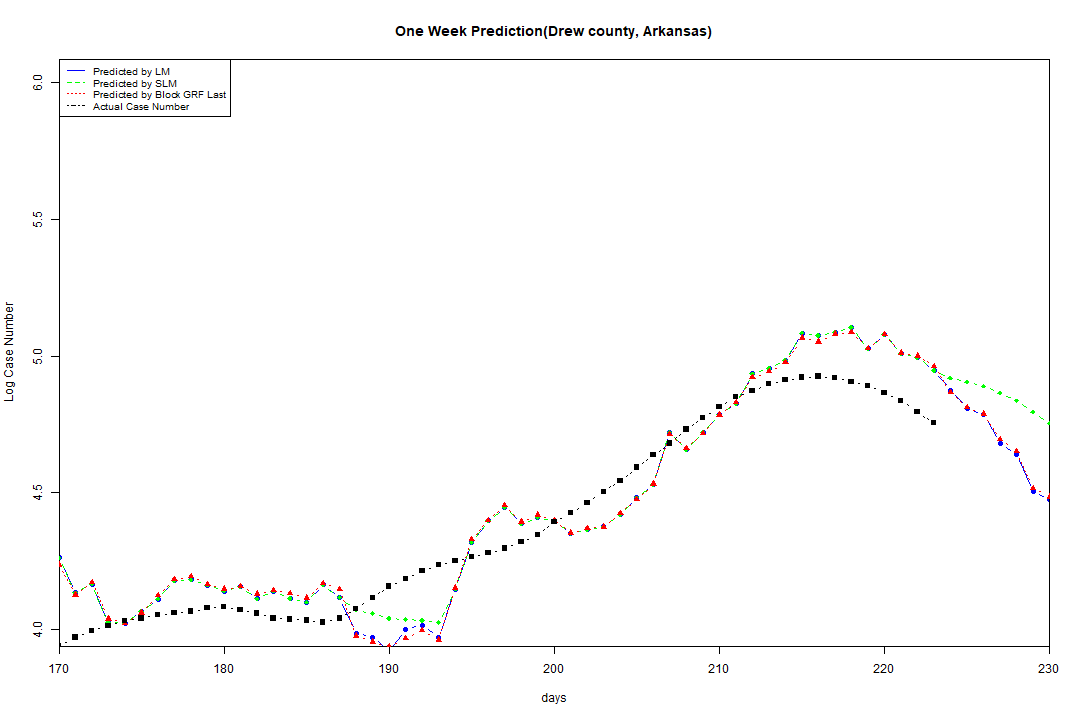 One Week Prediction(Drew county, Arkansas)
Predicted by LM
Predicted by SLM
Predicted by Block GRF Last
Actual Case Number
6.0
5.5
5.0
4.5
4.0
Log Case Number
170 180 190 200 210 220 230
days